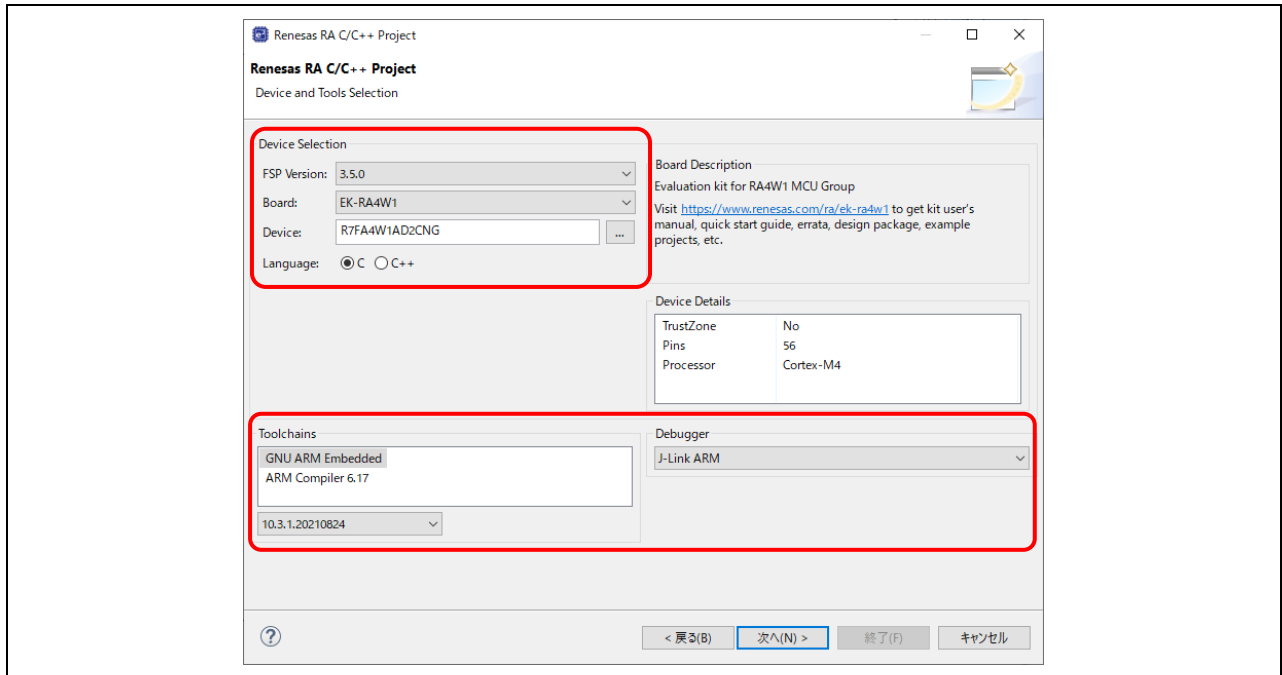 Renesas RA C/C++ Project
Renesas RA C/C++ Project
Device and Tools Selection
Device Selection
FSP Version: 3.5.0
Board: EK-RA4W1
Device: R7FA4W1AD2CNG ...
Language: C C++
Board Description
Evaluation kit for RA4W1 MCU Group
Visit https://www.renesas.com/ra/ek-ra4w1 to get kit user's
manual, quick start guide, errata, design package, example
projects, etc.
Device Details
TrustZone No
Pins 56
Processor Cortex-M4
Toolchains
GNU ARM Embedded
ARM Compiler 6.17
10.3.1.20210824
Debugger
J-Link ARM
?
< 戻る(B) 次へ(N) > 終了(F) キャンセル